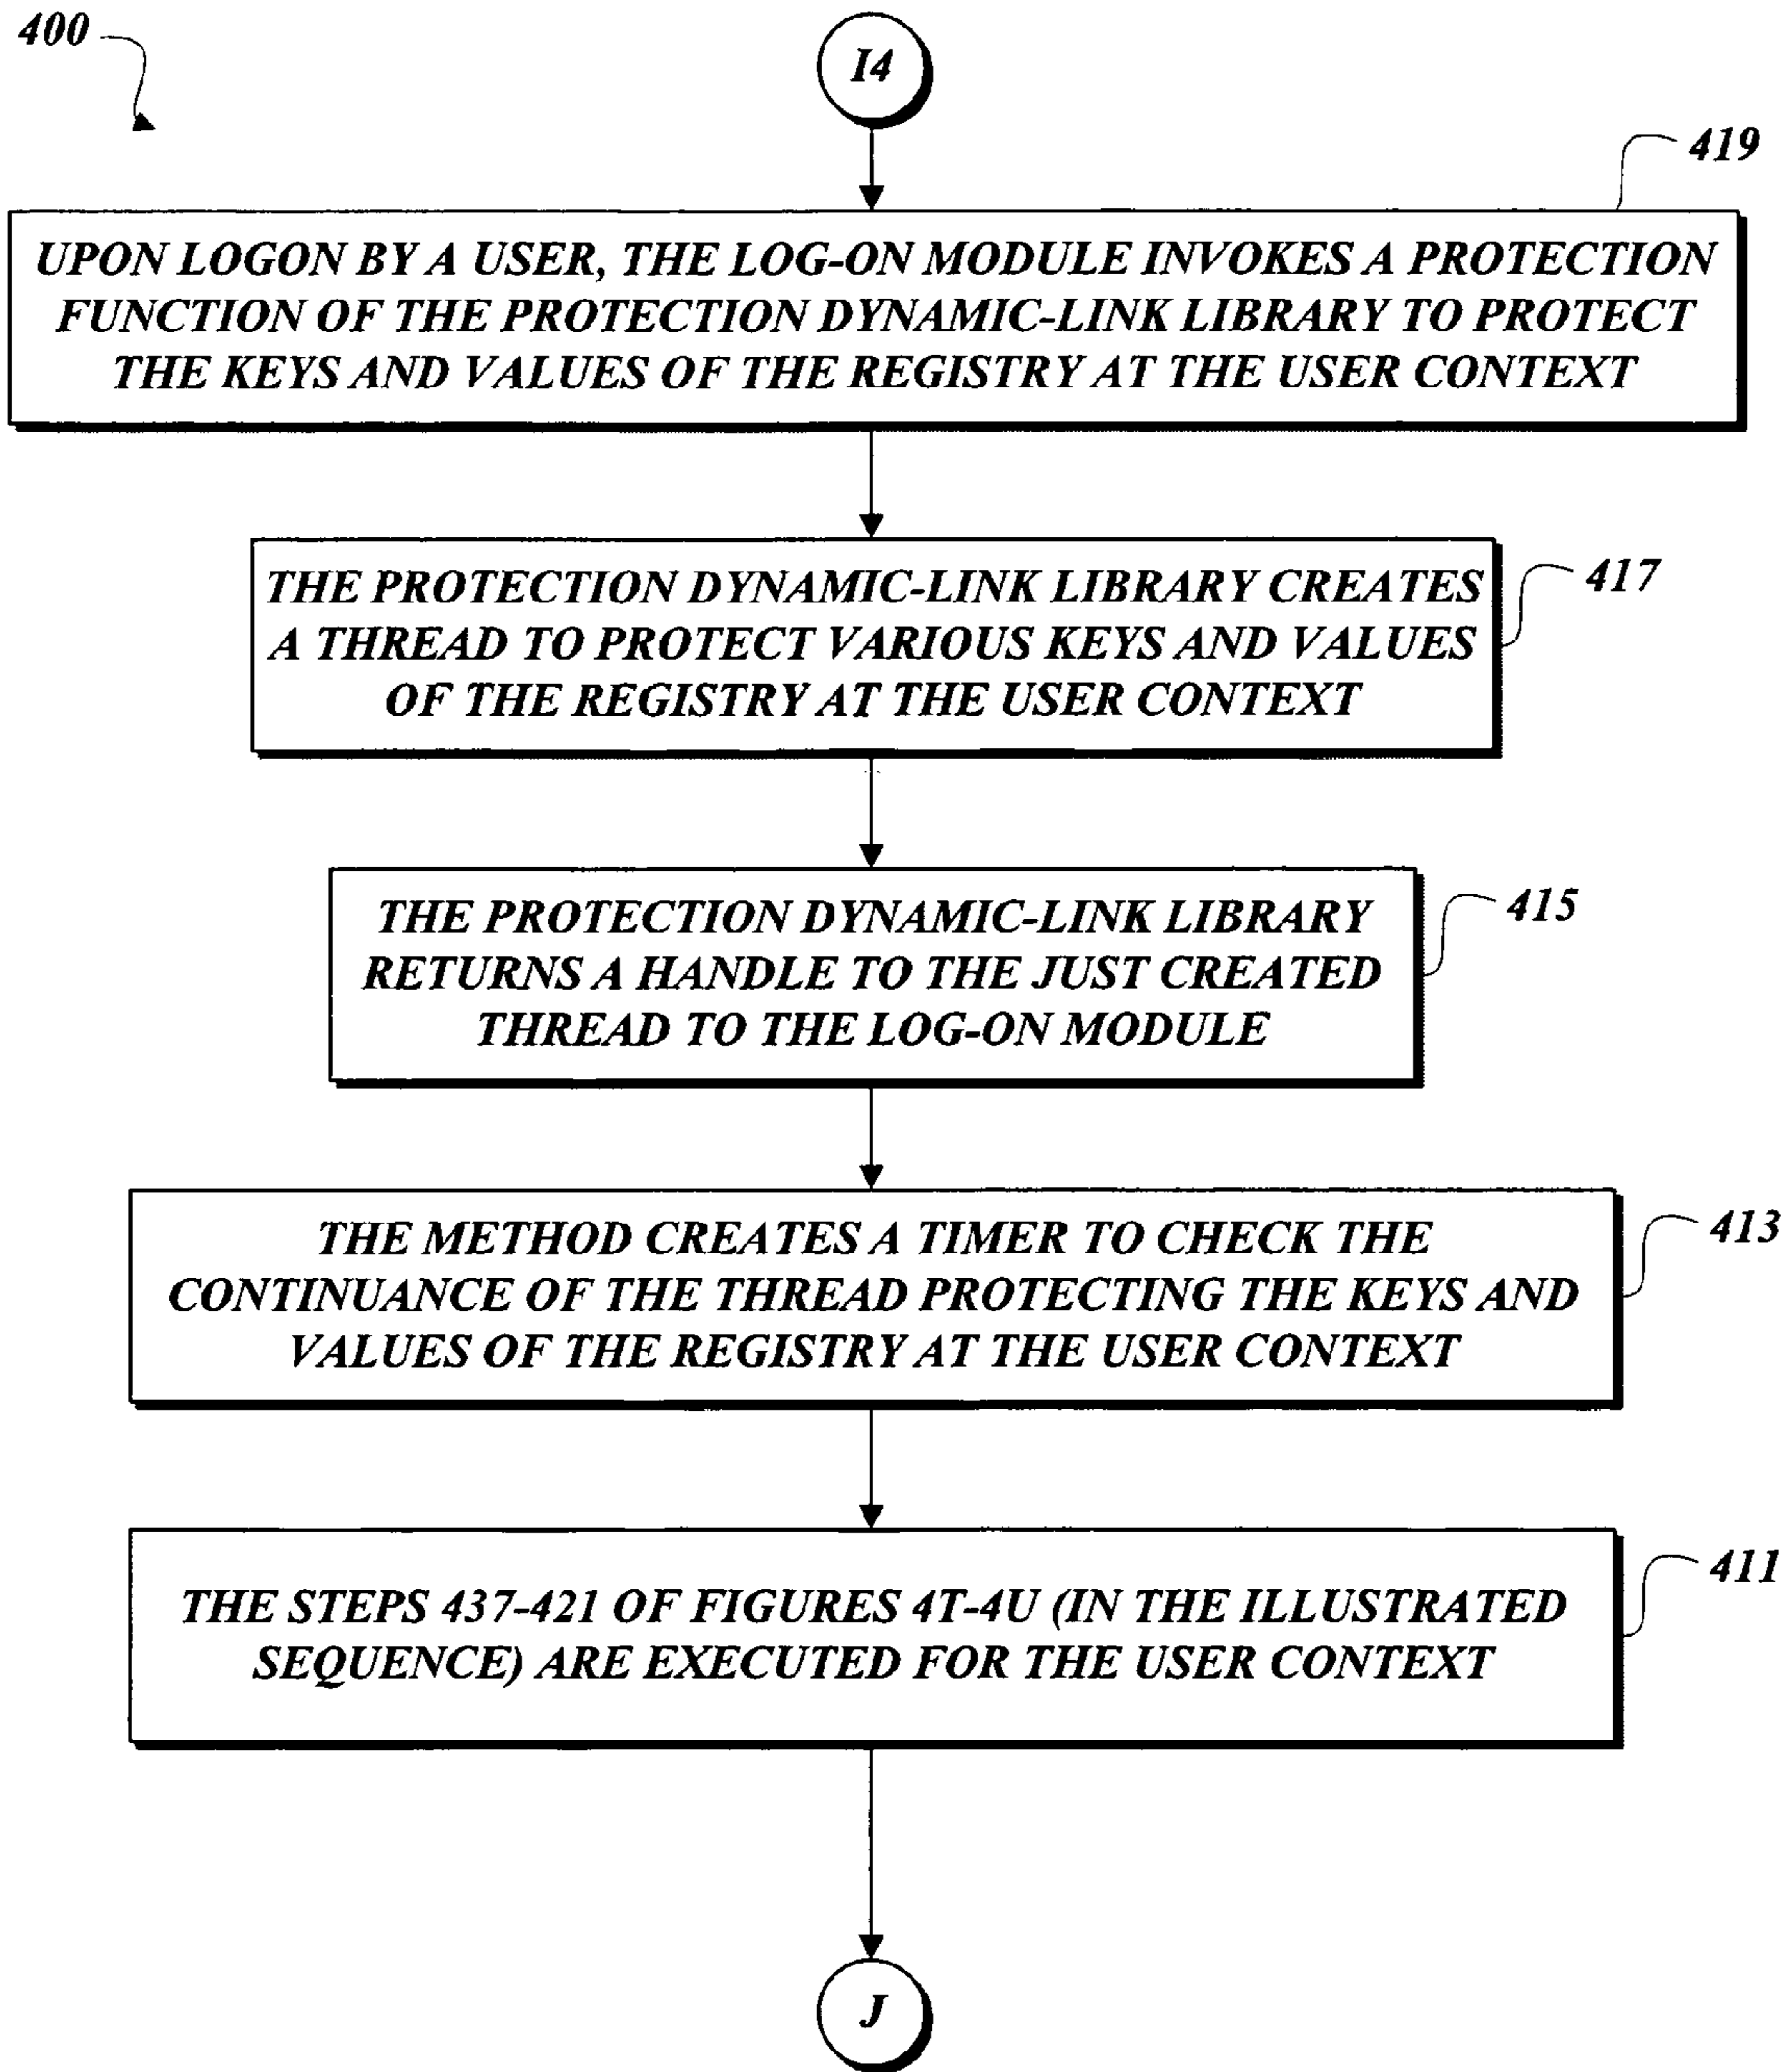 400
I4
419
UPON LOGON BY A USER, THE LOG-ON MODULE INVOKES A PROTECTION
FUNCTION OF THE PROTECTION DYNAMIC-LINK LIBRARY TO PROTECT
THE KEYS AND VALUES OF THE REGISTRY AT THE USER CONTEXT
417
THE PROTECTION DYNAMIC-LINK LIBRARY CREATES
A THREAD TO PROTECT VARIOUS KEYS AND VALUES
OF THE REGISTRY AT THE USER CONTEXT
415
THE PROTECTION DYNAMIC-LINK LIBRARY
RETURNS A HANDLE TO THE JUST CREATED
THREAD TO THE LOG-ON MODULE
413
THE METHOD CREATES A TIMER TO CHECK THE
CONTINUANCE OF THE THREAD PROTECTING THE KEYS AND
VALUES OF THE REGISTRY AT THE USER CONTEXT
411
THE STEPS 437-421 OF FIGURES 4T-4U (IN THE ILLUSTRATED
SEQUENCE) ARE EXECUTED FOR THE USER CONTEXT
J